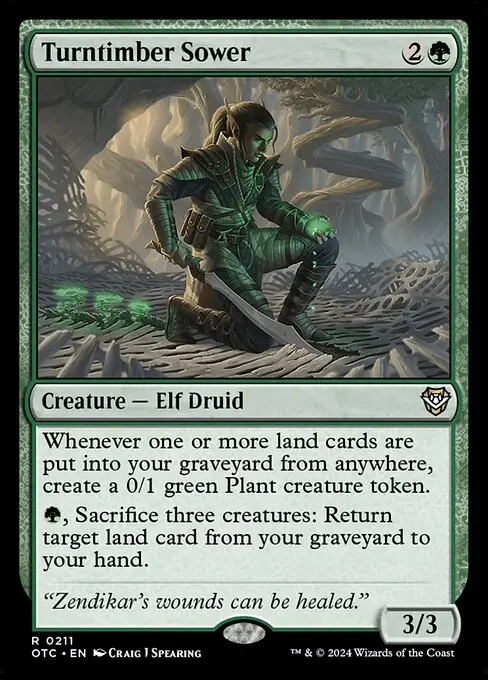 Turntimber Sower 2
Creature — Elf Druid
Whenever one or more land cards are
put into your graveyard from anywhere,
create a 0/1 green Plant creature token.
, Sacrifice three creatures: Return
target land card from your graveyard to
your hand.
“Zendikar’s wounds can be healed.”
3/3
R 0211
OTC • EN Craig J Spearing
™ & © 2024 Wizards of the Coast